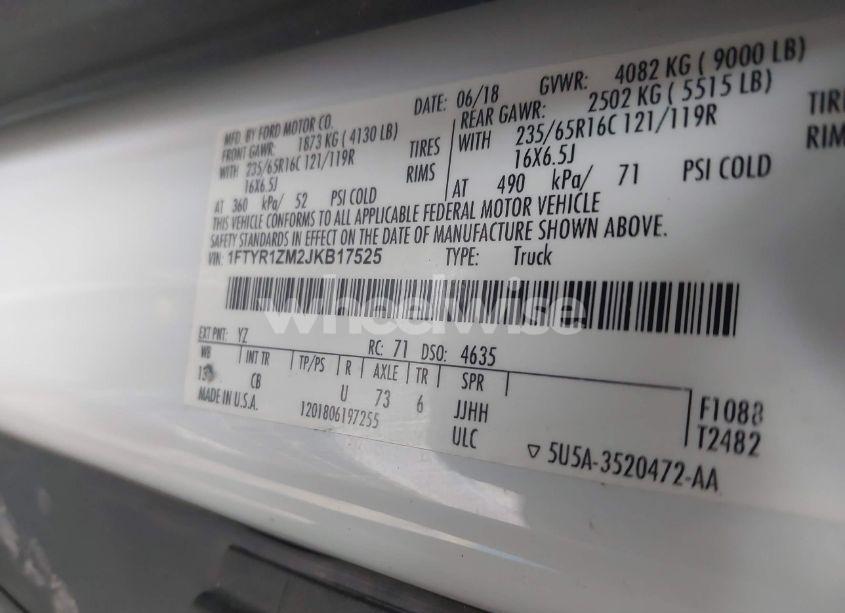 MFD. BY FORD MOTOR CO.
DATE: 06/18 GVWR: 4082 KG ( 9000 LB)
FRONT GAWR: 1873 KG ( 4130 LB) REAR GAWR: 2502 KG ( 5515 LB)
WITH 235/65R16C 121/119R TIRES WITH 235/65R16C 121/119R TIRE
16X6.5J RIMS 16X6.5J RIMS
AT 360 kPa/ 52 PSI COLD AT 490 kPa/ 71 PSI COLD
THIS VEHICLE CONFORMS TO ALL APPLICABLE FEDERAL MOTOR VEHICLE
SAFETY STANDARDS IN EFFECT ON THE DATE OF MANUFACTURE SHOWN ABOVE.
VIN: 1FTYR1ZM2JKB17525 TYPE: Truck
wheelwise
EXT PNT: YZ RC: 71 DSO: 4635
WB INT TR TP/PS R AXLE TR SPR
CB U 73 6 JJHH F1088
MADE IN U.S.A. 1201806197255 ULC T2482
▽ 5U5A-3520472-AA